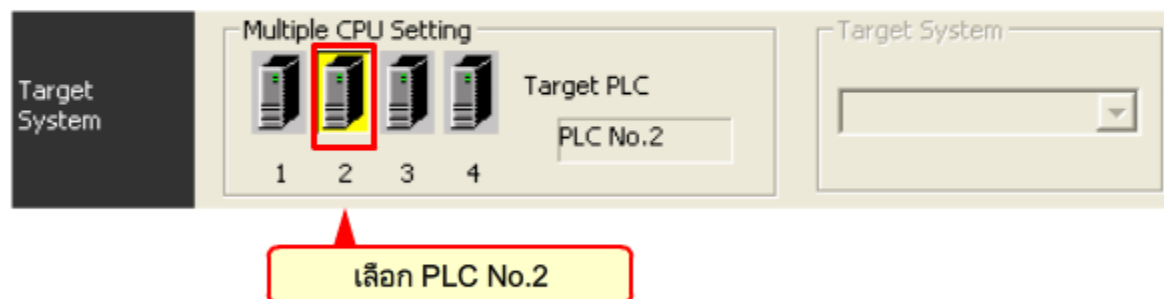 Target
System
Multiple CPU Setting
1 2 3 4
Target PLC
PLC No.2
Target System
เลือก PLC No.2